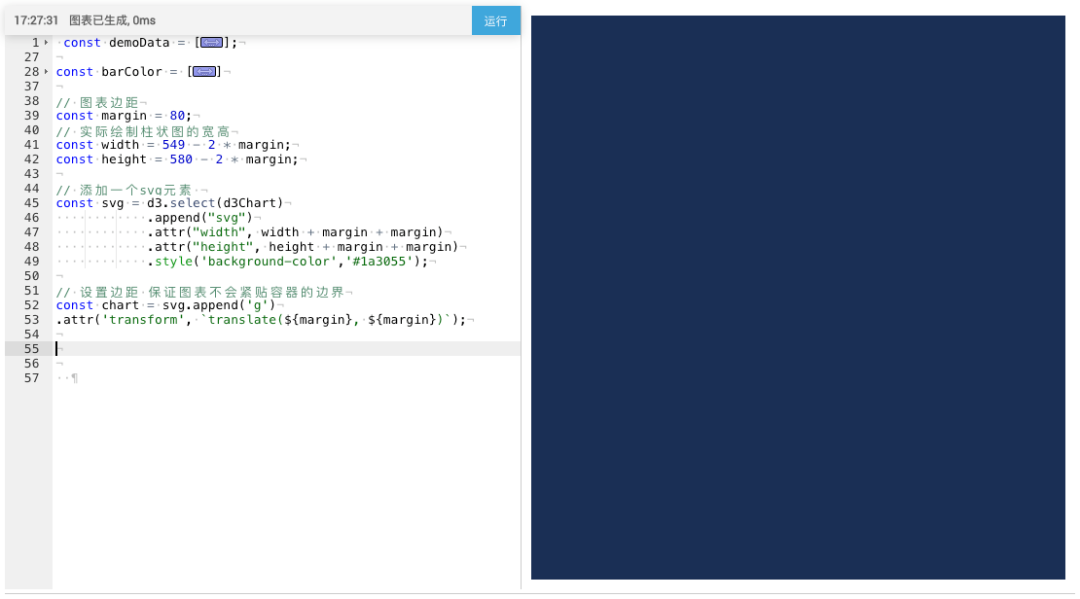 17:27:31 图表已生成, 0ms 运行
1 const demoData = [];
27
28 const barColor = []
37
38 // 图表边距
39 const margin = 80;
40 // 实际绘制柱状图的宽高
41 const width = 549 - 2 * margin;
42 const height = 580 - 2 * margin;
43
44 // 添加一个svg元素
45 const svg = d3.select(d3Chart)
46 .append("svg")
47 .attr("width", width + margin + margin)
48 .attr("height", height + margin + margin)
49 .style('background-color','#1a3055');
50
51 // 设置边距 保证图表不会紧贴容器的边界
52 const chart = svg.append('g')
53 .attr('transform', `translate(${margin}, ${margin})`);
54
55
56
57